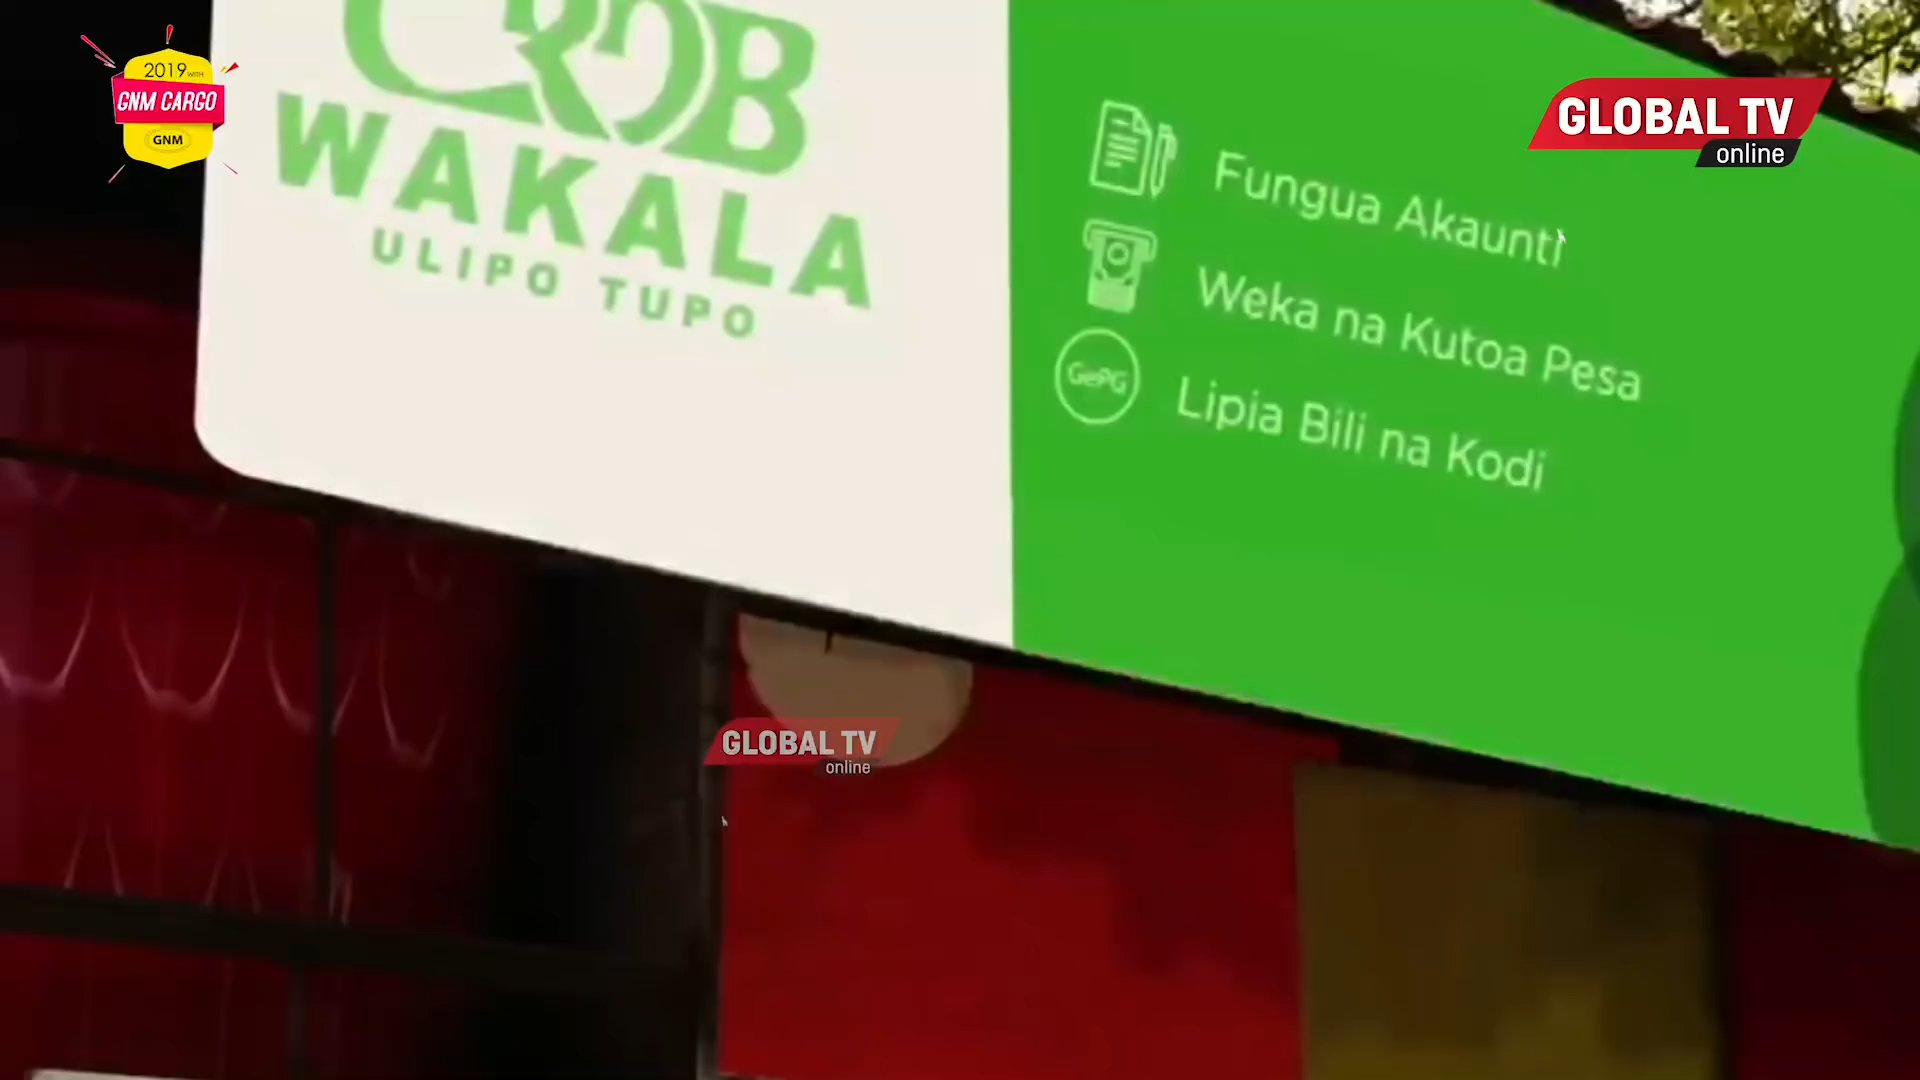 2019 WITH
GNM CARGO
GNM
GLOBAL TV
online
CRDB
WAKALA
ULIPO TUPO
Fungua Akaunti
Weka na Kutoa Pesa
GePG
Lipia Bili na Kodi
GLOBAL TV
online